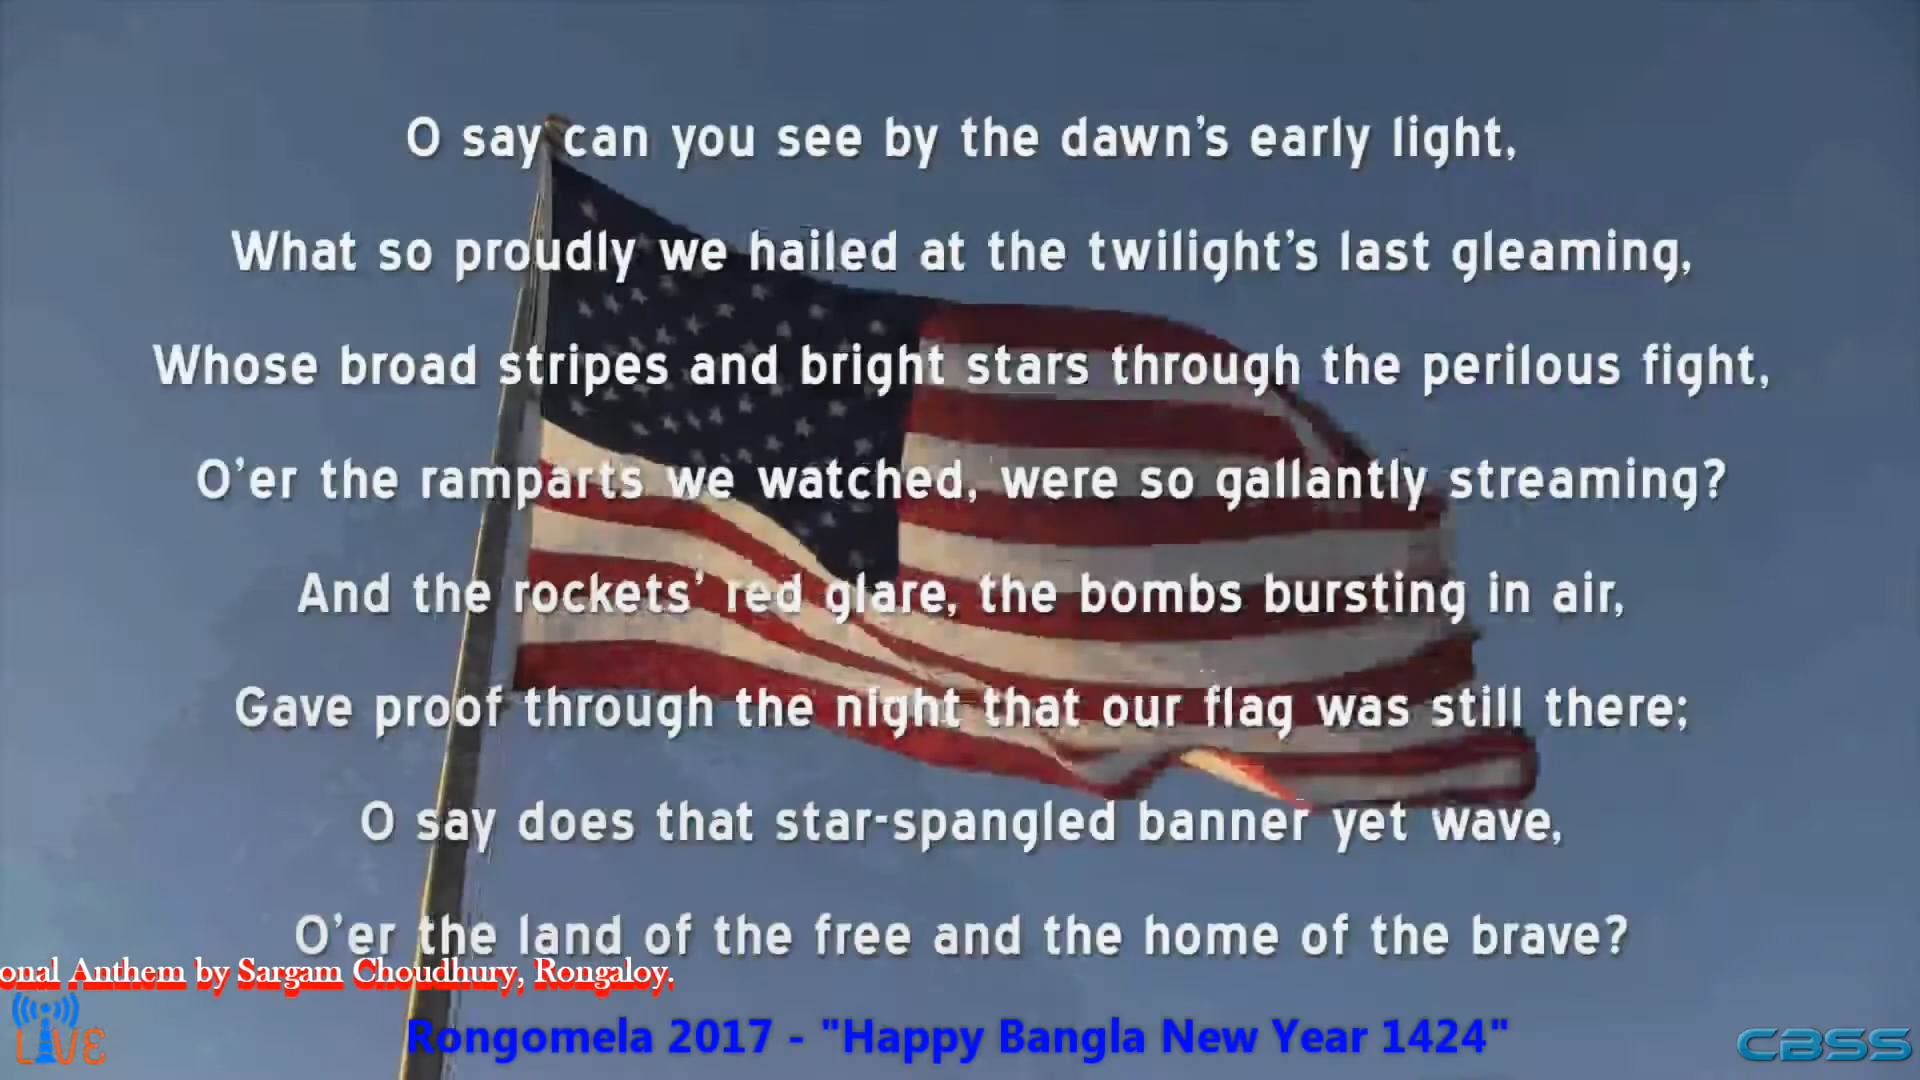 O say can you see by the dawn's early light,
What so proudly we hailed at the twilight's last gleaming,
Whose broad stripes and bright stars through the perilous fight,
O'er the ramparts we watched, were so gallantly streaming?
And the rockets' red glare, the bombs bursting in air,
Gave proof through the night that our flag was still there;
O say does that star-spangled banner yet wave,
O'er the land of the free and the home of the brave?
onal Anthem by Sargam Choudhury, Rongaloy.
LIVE
Rongomela 2017 - "Happy Bangla New Year 1424"
CBSS